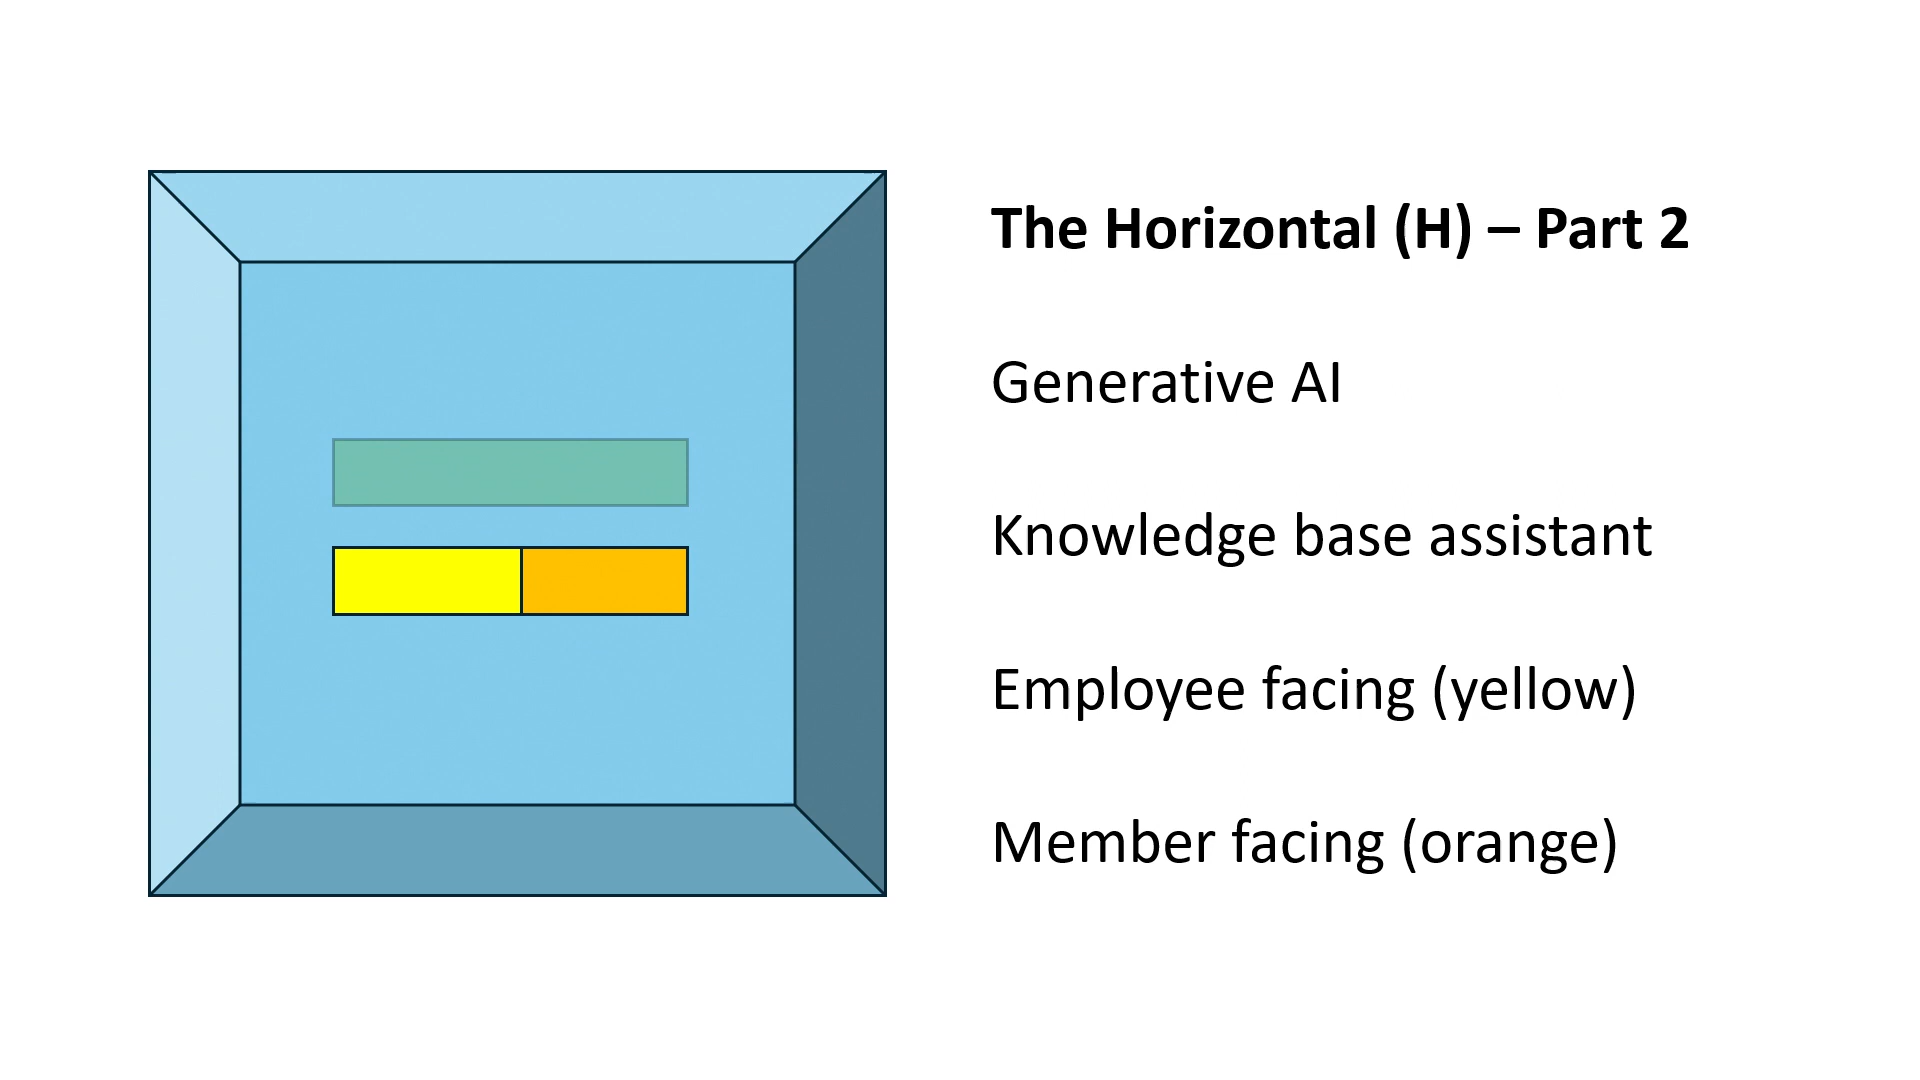 The Horizontal (H) – Part 2
Generative AI
Knowledge base assistant
Employee facing (yellow)
Member facing (orange)